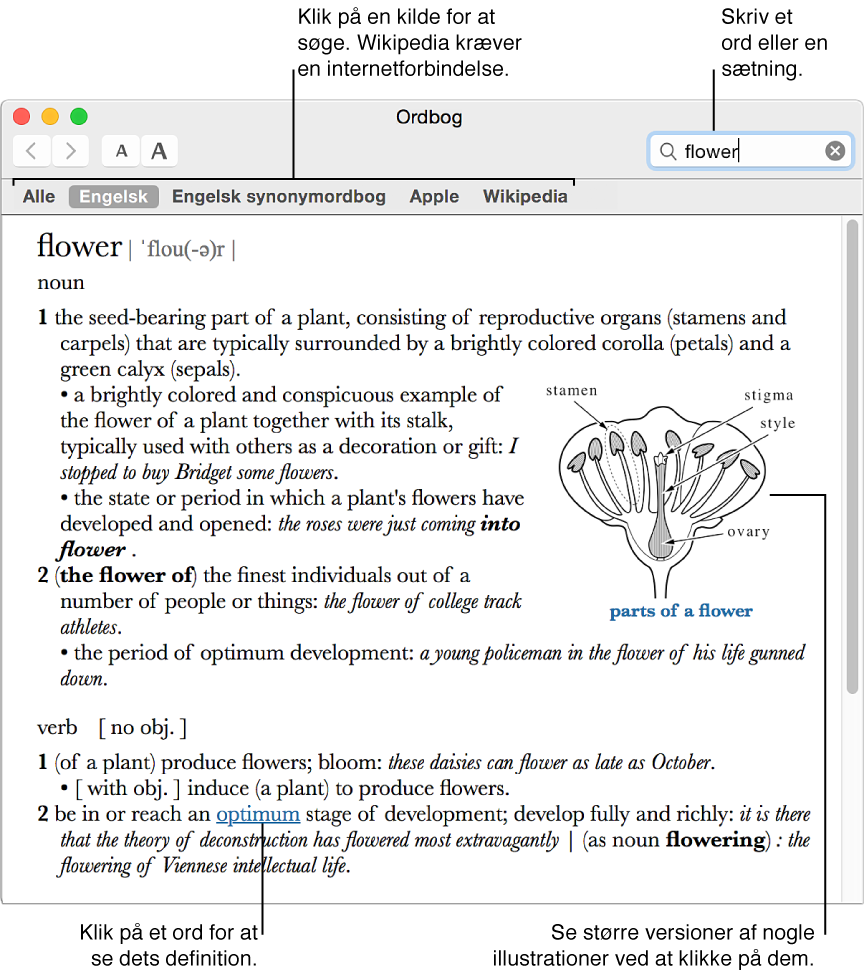 Klik på en kilde for at
søge. Wikipedia kræver
en internetforbindelse.
Skriv et
ord eller en
sætning.
Ordbog
A A
flower
Alle Engelsk Engelsk synonymordbog Apple Wikipedia
flower | ˈflou(-ə)r |
noun
1 the seed-bearing part of a plant, consisting of reproductive organs (stamens and
carpels) that are typically surrounded by a brightly colored corolla (petals) and a
green calyx (sepals).
• a brightly colored and conspicuous example of
the flower of a plant together with its stalk,
typically used with others as a decoration or gift: I
stopped to buy Bridget some flowers.
• the state or period in which a plant's flowers have
developed and opened: the roses were just coming into
flower .
2 (the flower of) the finest individuals out of a
number of people or things: the flower of college track
athletes.
stamen
stigma
style
ovary
parts of a flower
• the period of optimum development: a young policeman in the flower of his life gunned
down.
verb [ no obj. ]
1 (of a plant) produce flowers; bloom: these daisies can flower as late as October.
• [ with obj. ] induce (a plant) to produce flowers.
2 be in or reach an optimum stage of development; develop fully and richly: it is there
that the theory of deconstruction has flowered most extravagantly | (as noun flowering) : the
flowering of Viennese intellectual life.
Klik på et ord for at
se dets definition.
Se større versioner af nogle
illustrationer ved at klikke på dem.